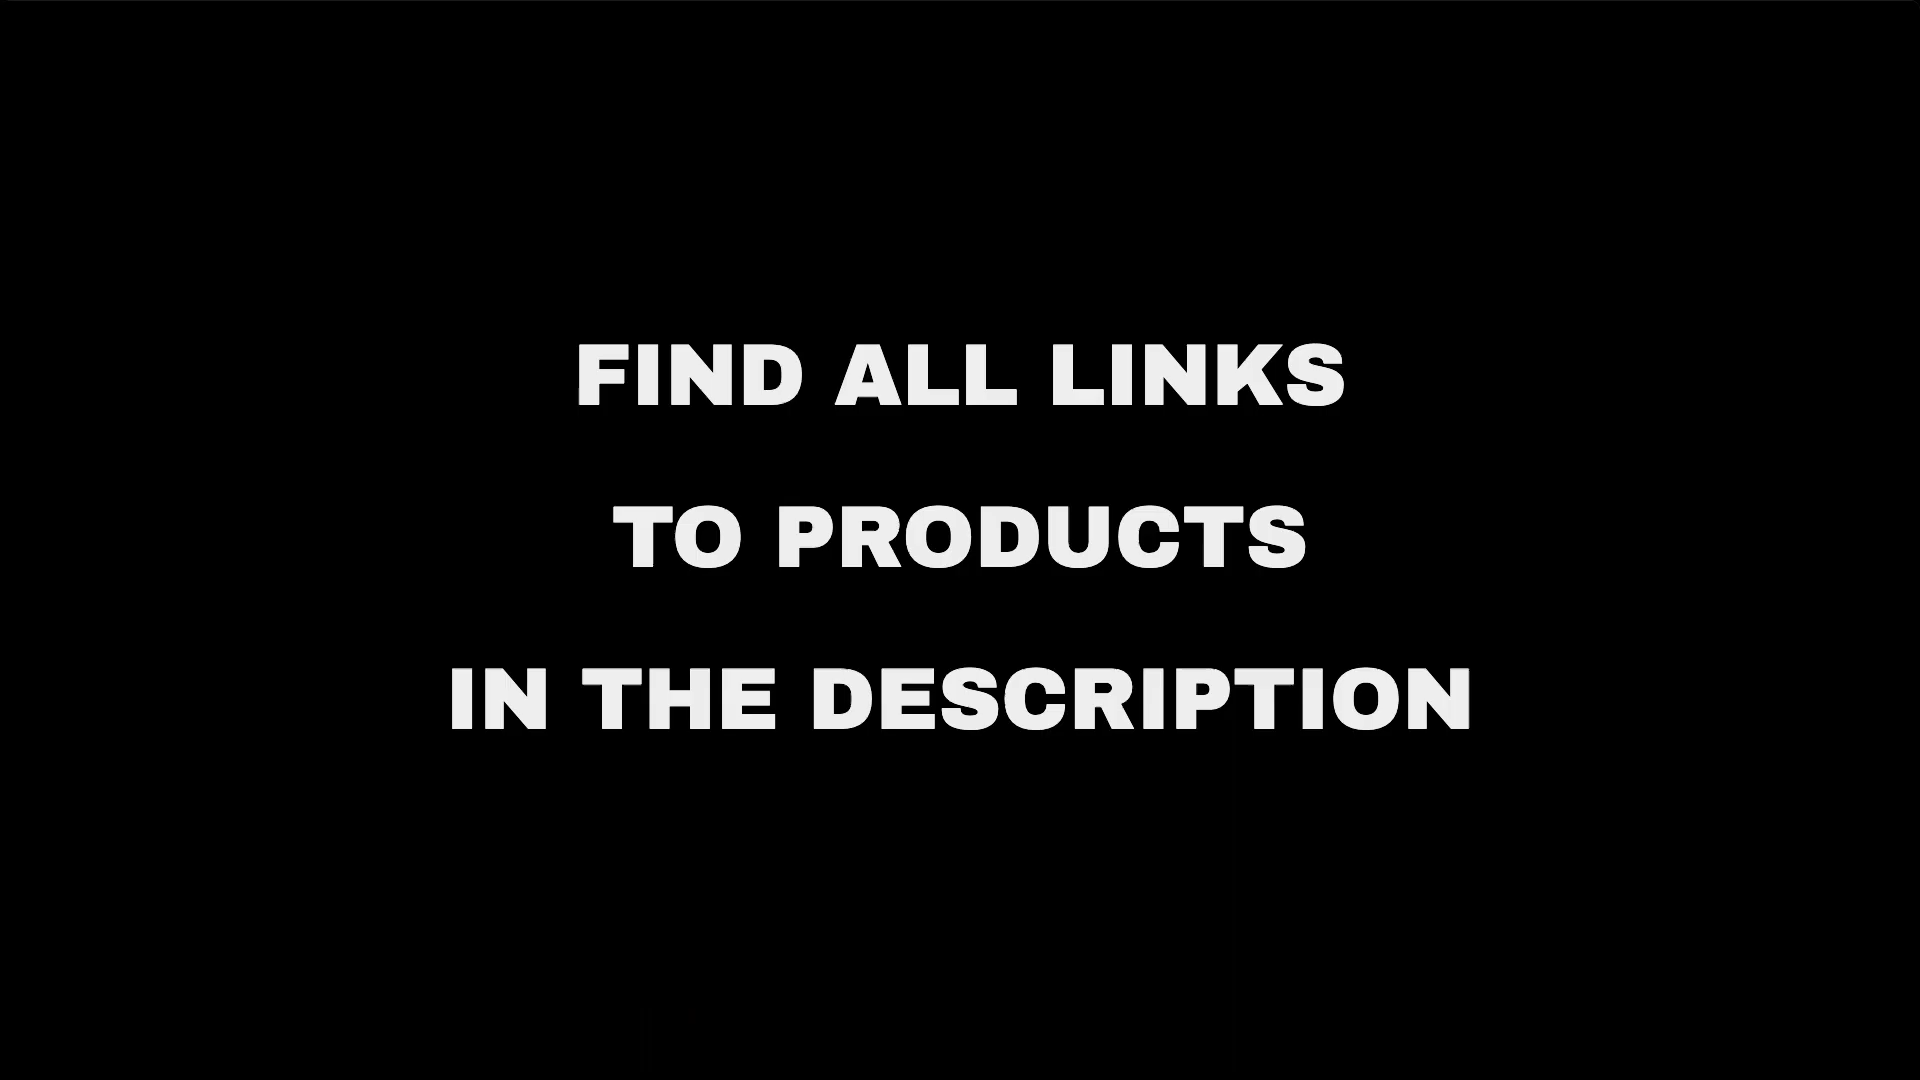 FIND ALL LINKS
TO PRODUCTS
IN THE DESCRIPTION